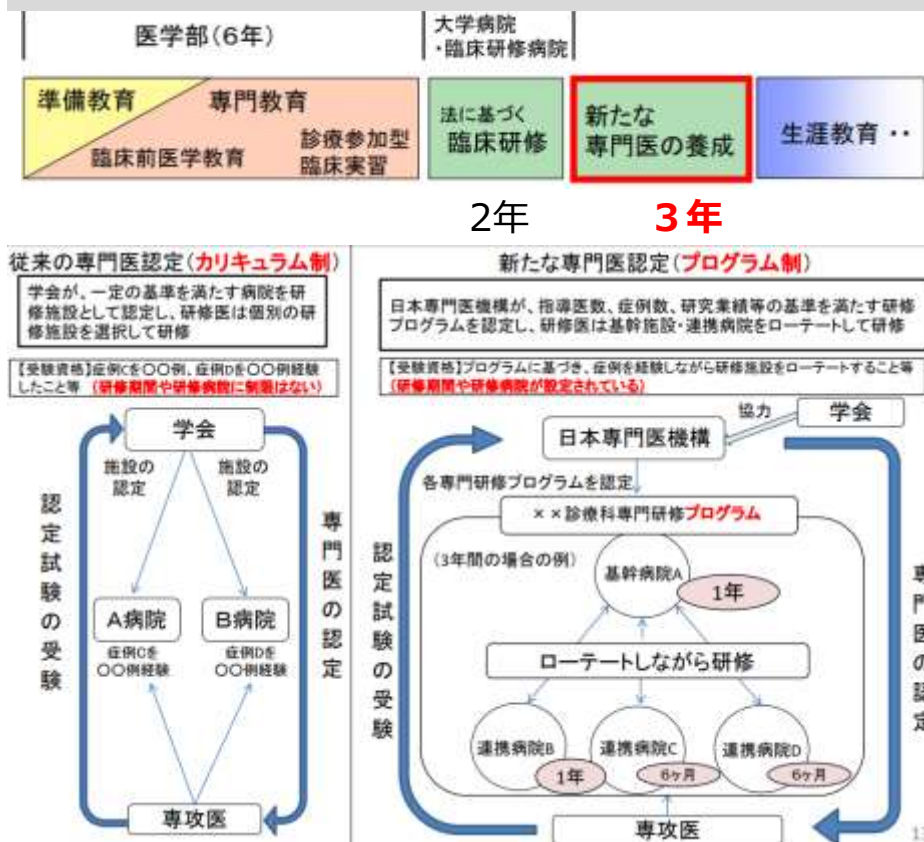 医学部(6年)
大学病院
・臨床研修病院
準備教育
専門教育
臨床前医学教育
診療参加型
臨床実習
法に基づく
臨床研修
新たな
専門医の養成
生涯教育 ・・
2年
3年
従来の専門医認定(カリキュラム制)
学会が、一定の基準を満たす病院を研
修施設として認定し、研修医は個別の研
修施設を選択して研修
【受験資格】症例Cを〇〇例、症例Dを〇〇例経験
したこと等 (研修期間や研修病院に制限はない)
学会
施設の
認定
施設の
認定
認定試験の受験
専門医の認定
A病院
B病院
症例Cを
〇〇例経験
症例Dを
〇〇例経験
専攻医
新たな専門医認定(プログラム制)
日本専門医機構が、指導医数、症例数、研究業績等の基準を満たす研修
プログラムを認定し、研修医は基幹施設・連携病院をローテートして研修
【受験資格】プログラムに基づき、症例を経験しながら研修施設をローテートすること等
(研修期間や研修病院が設定されている)
協力
学会
日本専門医機構
各専門研修プログラムを認定
××診療科専門研修プログラム
(3年間の場合の例)
基幹病院A
1年
認定試験の受験
専門医の認定
ローテートしながら研修
連携病院B
1年
連携病院C
6ヶ月
連携病院D
6ヶ月
専攻医